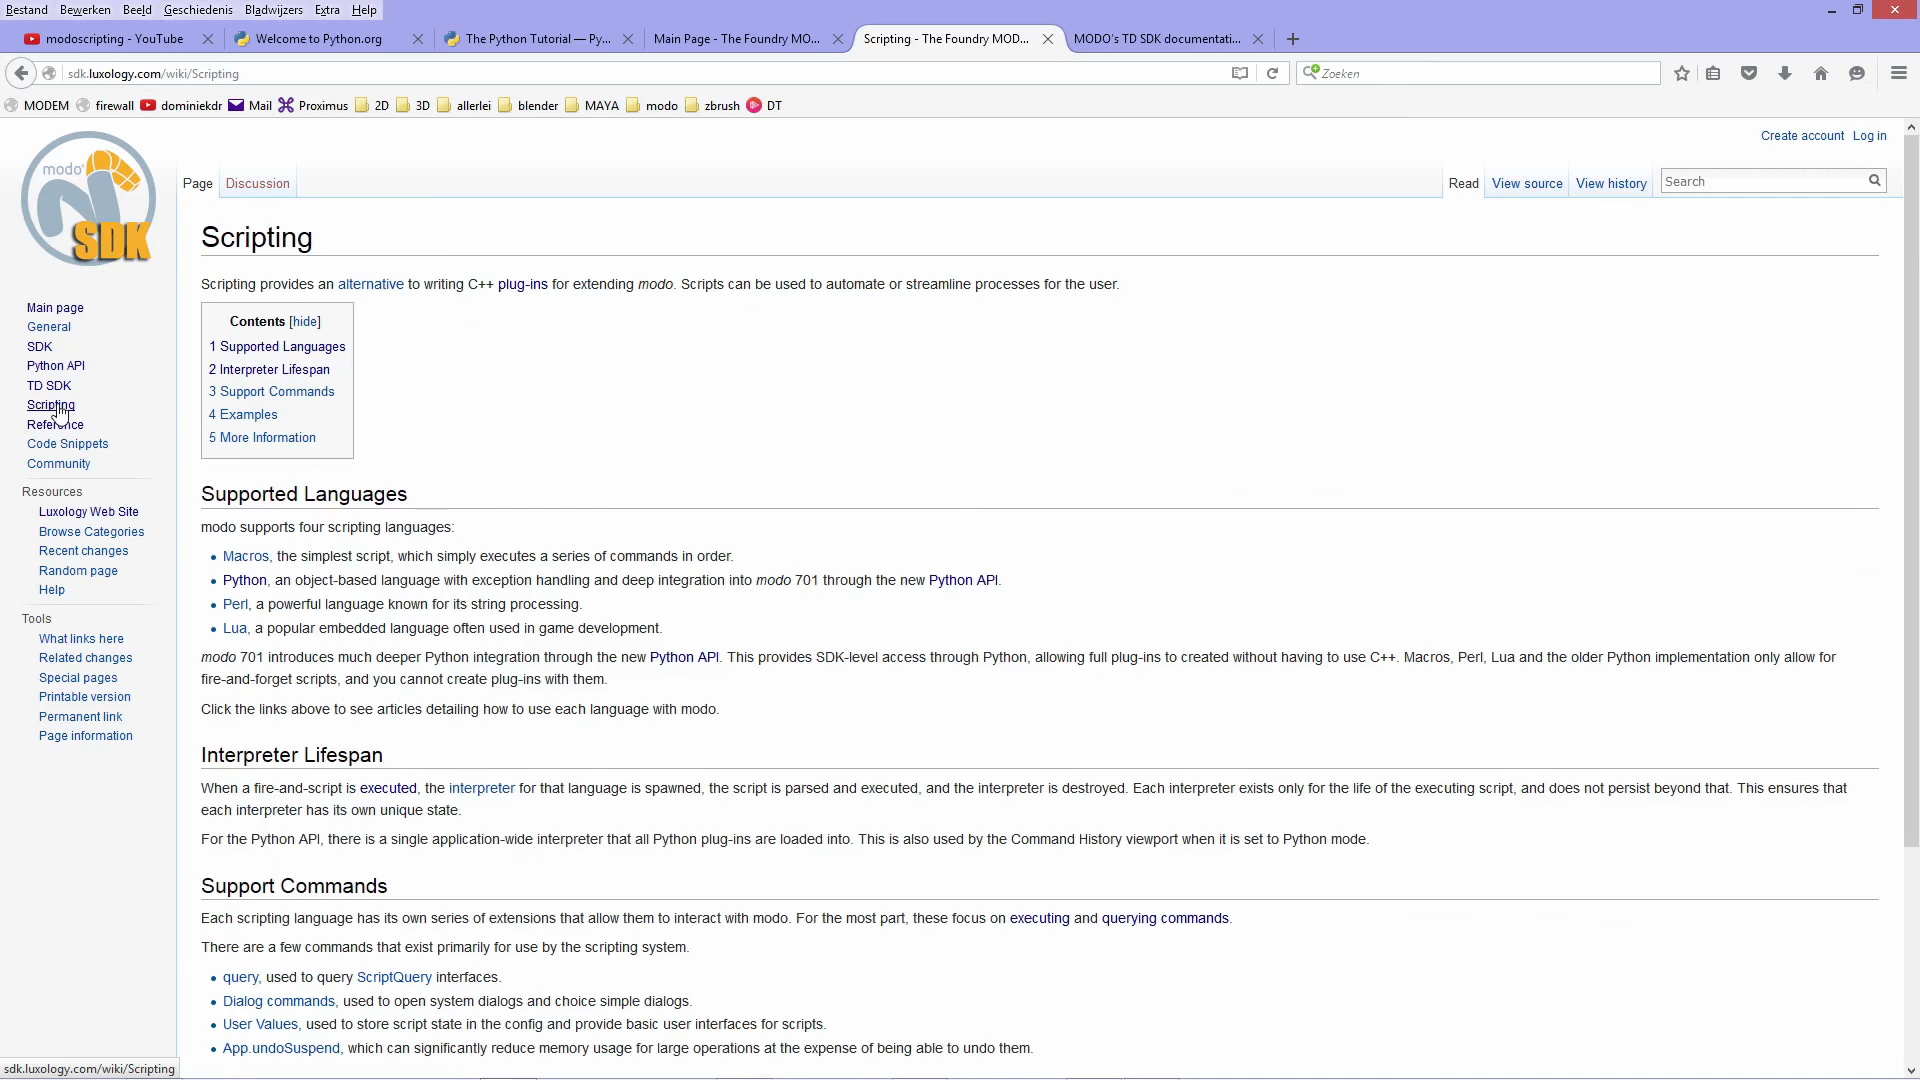 Bestand Bewerken Beeld Geschiedenis Bladwijzers Extra Help
modoscripting - YouTube Welcome to Python.org The Python Tutorial — Py... Main Page - The Foundry MO... Scripting - The Foundry MOD... MODO's TD SDK documentati...
sdk.luxology.com/wiki/Scripting Zoeken
MODEM firewall dominiekdr Mail Proximus 2D 3D allerlei blender MAYA modo zbrush DT
Create account Log in
modo
SDK
Page Discussion Read View source View history Search
Main page
General
SDK
Python API
TD SDK
Scripting
Reference
Code Snippets
Community
Resources
Luxology Web Site
Browse Categories
Recent changes
Random page
Help
Tools
What links here
Related changes
Special pages
Printable version
Permanent link
Page information
Scripting
Scripting provides an alternative to writing C++ plug-ins for extending modo. Scripts can be used to automate or streamline processes for the user.
Contents [hide]
1 Supported Languages
2 Interpreter Lifespan
3 Support Commands
4 Examples
5 More Information
Supported Languages
modo supports four scripting languages:
Macros, the simplest script, which simply executes a series of commands in order.
Python, an object-based language with exception handling and deep integration into modo 701 through the new Python API.
Perl, a powerful language known for its string processing.
Lua, a popular embedded language often used in game development.
modo 701 introduces much deeper Python integration through the new Python API. This provides SDK-level access through Python, allowing full plug-ins to created without having to use C++. Macros, Perl, Lua and the older Python implementation only allow for
fire-and-forget scripts, and you cannot create plug-ins with them.
Click the links above to see articles detailing how to use each language with modo.
Interpreter Lifespan
When a fire-and-script is executed, the interpreter for that language is spawned, the script is parsed and executed, and the interpreter is destroyed. Each interpreter exists only for the life of the executing script, and does not persist beyond that. This ensures that
each interpreter has its own unique state.
For the Python API, there is a single application-wide interpreter that all Python plug-ins are loaded into. This is also used by the Command History viewport when it is set to Python mode.
Support Commands
Each scripting language has its own series of extensions that allow them to interact with modo. For the most part, these focus on executing and querying commands.
There are a few commands that exist primarily for use by the scripting system.
query, used to query ScriptQuery interfaces.
Dialog commands, used to open system dialogs and choice simple dialogs.
User Values, used to store script state in the config and provide basic user interfaces for scripts.
App.undoSuspend, which can significantly reduce memory usage for large operations at the expense of being able to undo them.
sdk.luxology.com/wiki/Scripting